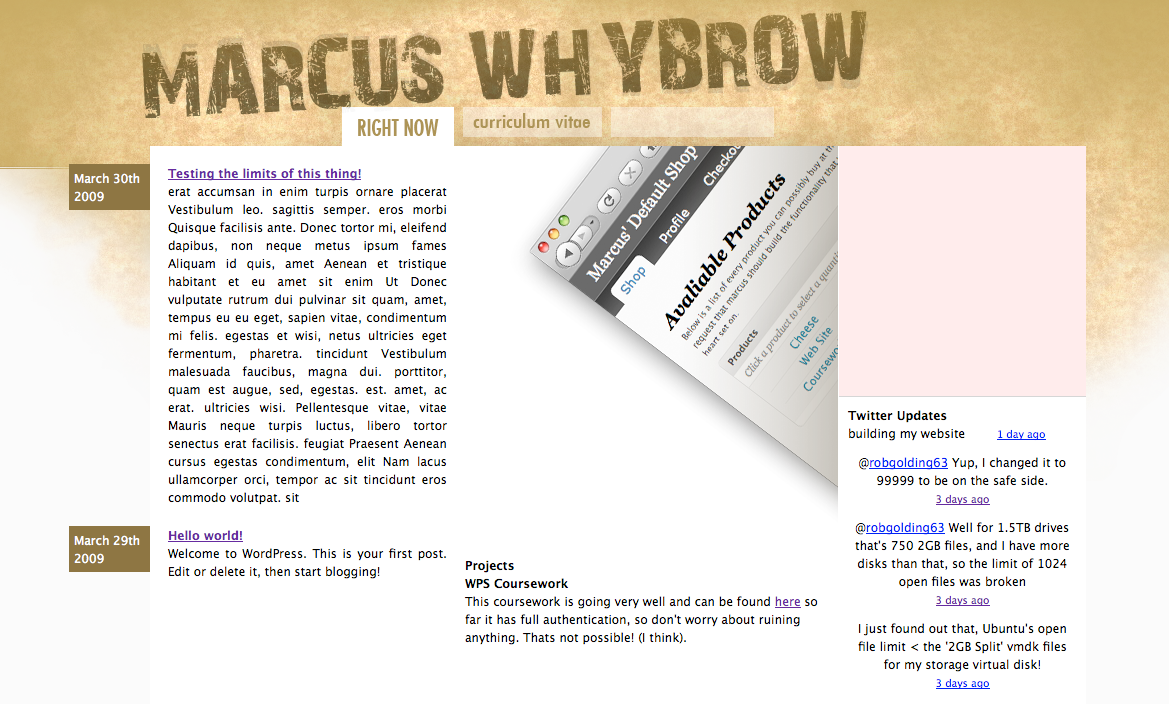 MARCUS WHYBROW
RIGHT NOW
curriculum vitae
March 30th
2009
Testing the limits of this thing!
erat accumsan in enim turpis ornare placerat
Vestibulum leo. sagittis semper. eros morbi
Quisque facilisis ante. Donec tortor mi, eleifend
dapibus, non neque metus ipsum fames
Aliquam id quis, amet Aenean et tristique
habitant et eu amet sit enim Ut Donec
vulputate rutrum dui pulvinar sit quam, amet,
tempus eu eu eget, sapien vitae, condimentum
mi felis. egestas et wisi, netus ultricies eget
fermentum, pharetra. tincidunt Vestibulum
malesuada faucibus, magna dui. porttitor,
quam est augue, sed, egestas. est. amet, ac
erat. ultricies wisi. Pellentesque vitae, vitae
Mauris neque turpis luctus, libero tortor
senectus erat facilisis. feugiat Praesent Aenean
cursus egestas condimentum, elit Nam lacus
ullamcorper orci, tempor ac sit tincidunt eros
commodo volutpat. sit
March 29th
2009
Hello world!
Welcome to WordPress. This is your first post.
Edit or delete it, then start blogging!
Marcus' Default Shop
Shop
Profile
Checkou
Avaliable Products
Below is a list of every product you can possibly buy at th
request that marcus should build the functionality that
heart set on.
Products
Click a product to select a quanti
Cheese
Web Site
Coursewo
Projects
WPS Coursework
This coursework is going very well and can be found here so
far it has full authentication, so don't worry about ruining
anything. Thats not possible! (I think).
Twitter Updates
building my website 1 day ago
@robgolding63 Yup, I changed it to
99999 to be on the safe side.
3 days ago
@robgolding63 Well for 1.5TB drives
that's 750 2GB files, and I have more
disks than that, so the limit of 1024
open files was broken
3 days ago
I just found out that, Ubuntu's open
file limit < the '2GB Split' vmdk files
for my storage virtual disk!
3 days ago